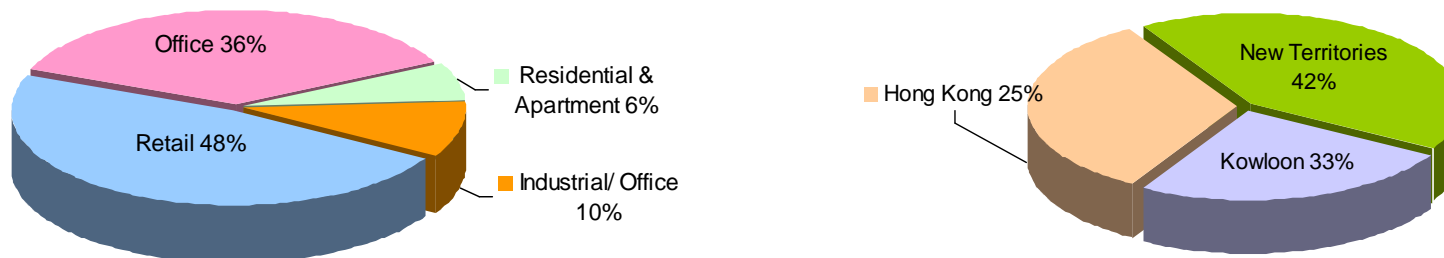 Office 36%
Residential &
Apartment 6%
Retail 48%
Industrial/ Office
10%
New Territories
42%
Hong Kong 25%
Kowloon 33%